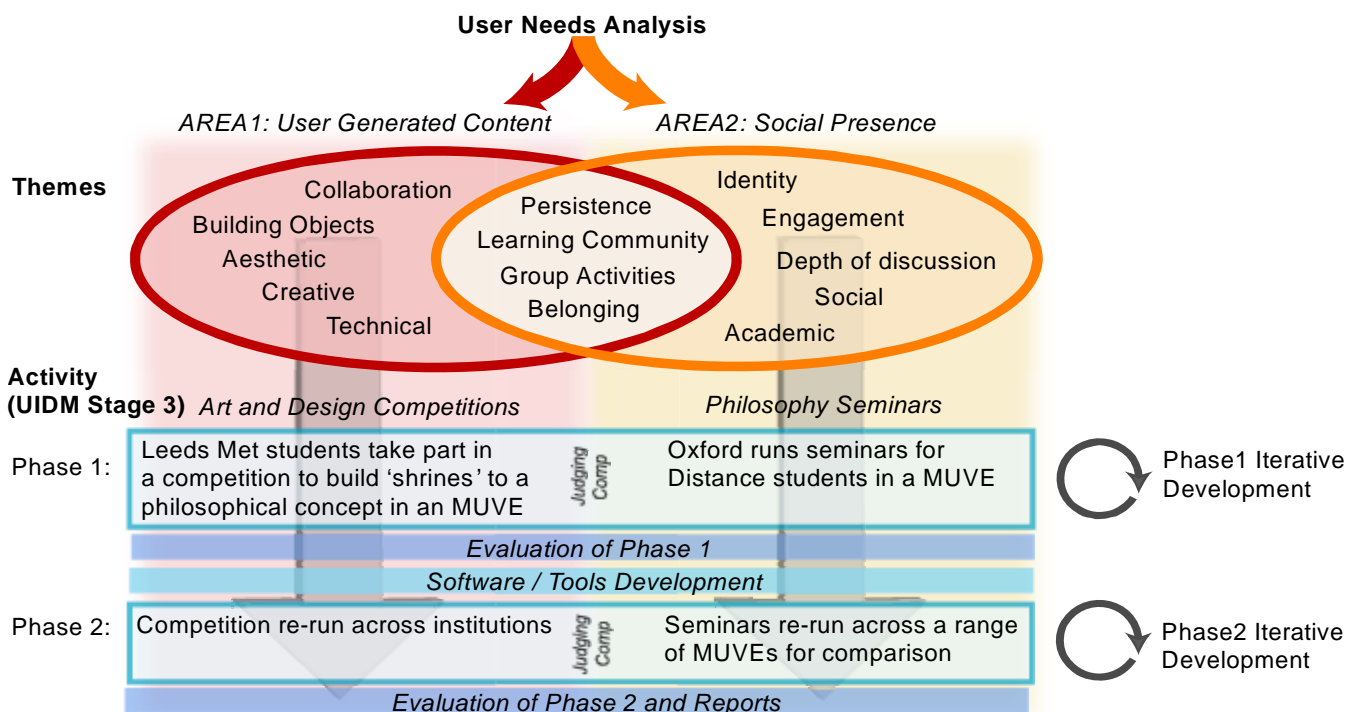 User Needs Analysis
AREA1: User Generated Content
AREA2: Social Presence
Themes
Collaboration
Building Objects
Aesthetic
Creative
Technical
Persistence
Learning Community
Group Activities
Belonging
Identity
Engagement
Depth of discussion
Social
Academic
Activity
(UIDM Stage 3)
Art and Design Competitions
Philosophy Seminars
Phase 1:
Leeds Met students take part in
a competition to build ‘shrines’ to a
philosophical concept in an MUVE
Judging
Comp
Oxford runs seminars for
Distance students in a MUVE
Phase1 Iterative
Development
Evaluation of Phase 1
Software / Tools Development
Phase 2:
Competition re-run across institutions
Judging
Comp
Seminars re-run across a range
of MUVEs for comparison
Phase2 Iterative
Development
Evaluation of Phase 2 and Reports